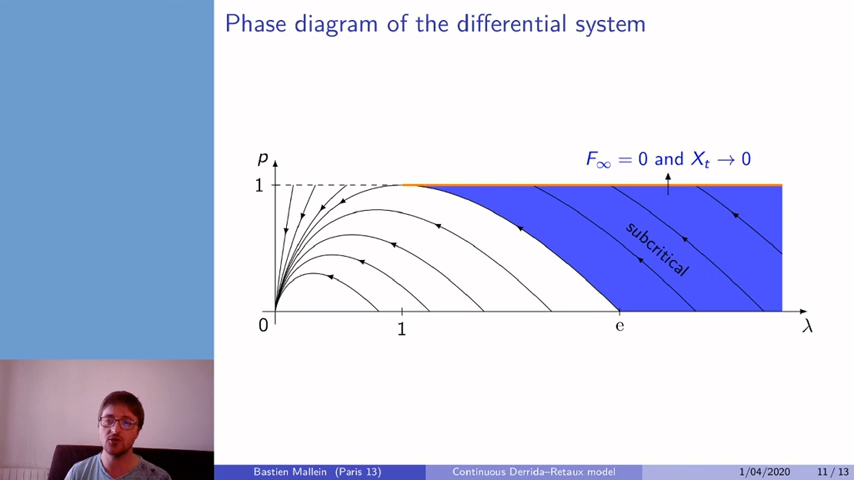 Phase diagram of the differential system
F∞ = 0 and Xt → 0
p
1
subcritical
0
1
e
λ
Bastien Mallein (Paris 13)
Continuous Derrida–Retaux model
1/04/2020
11 / 13